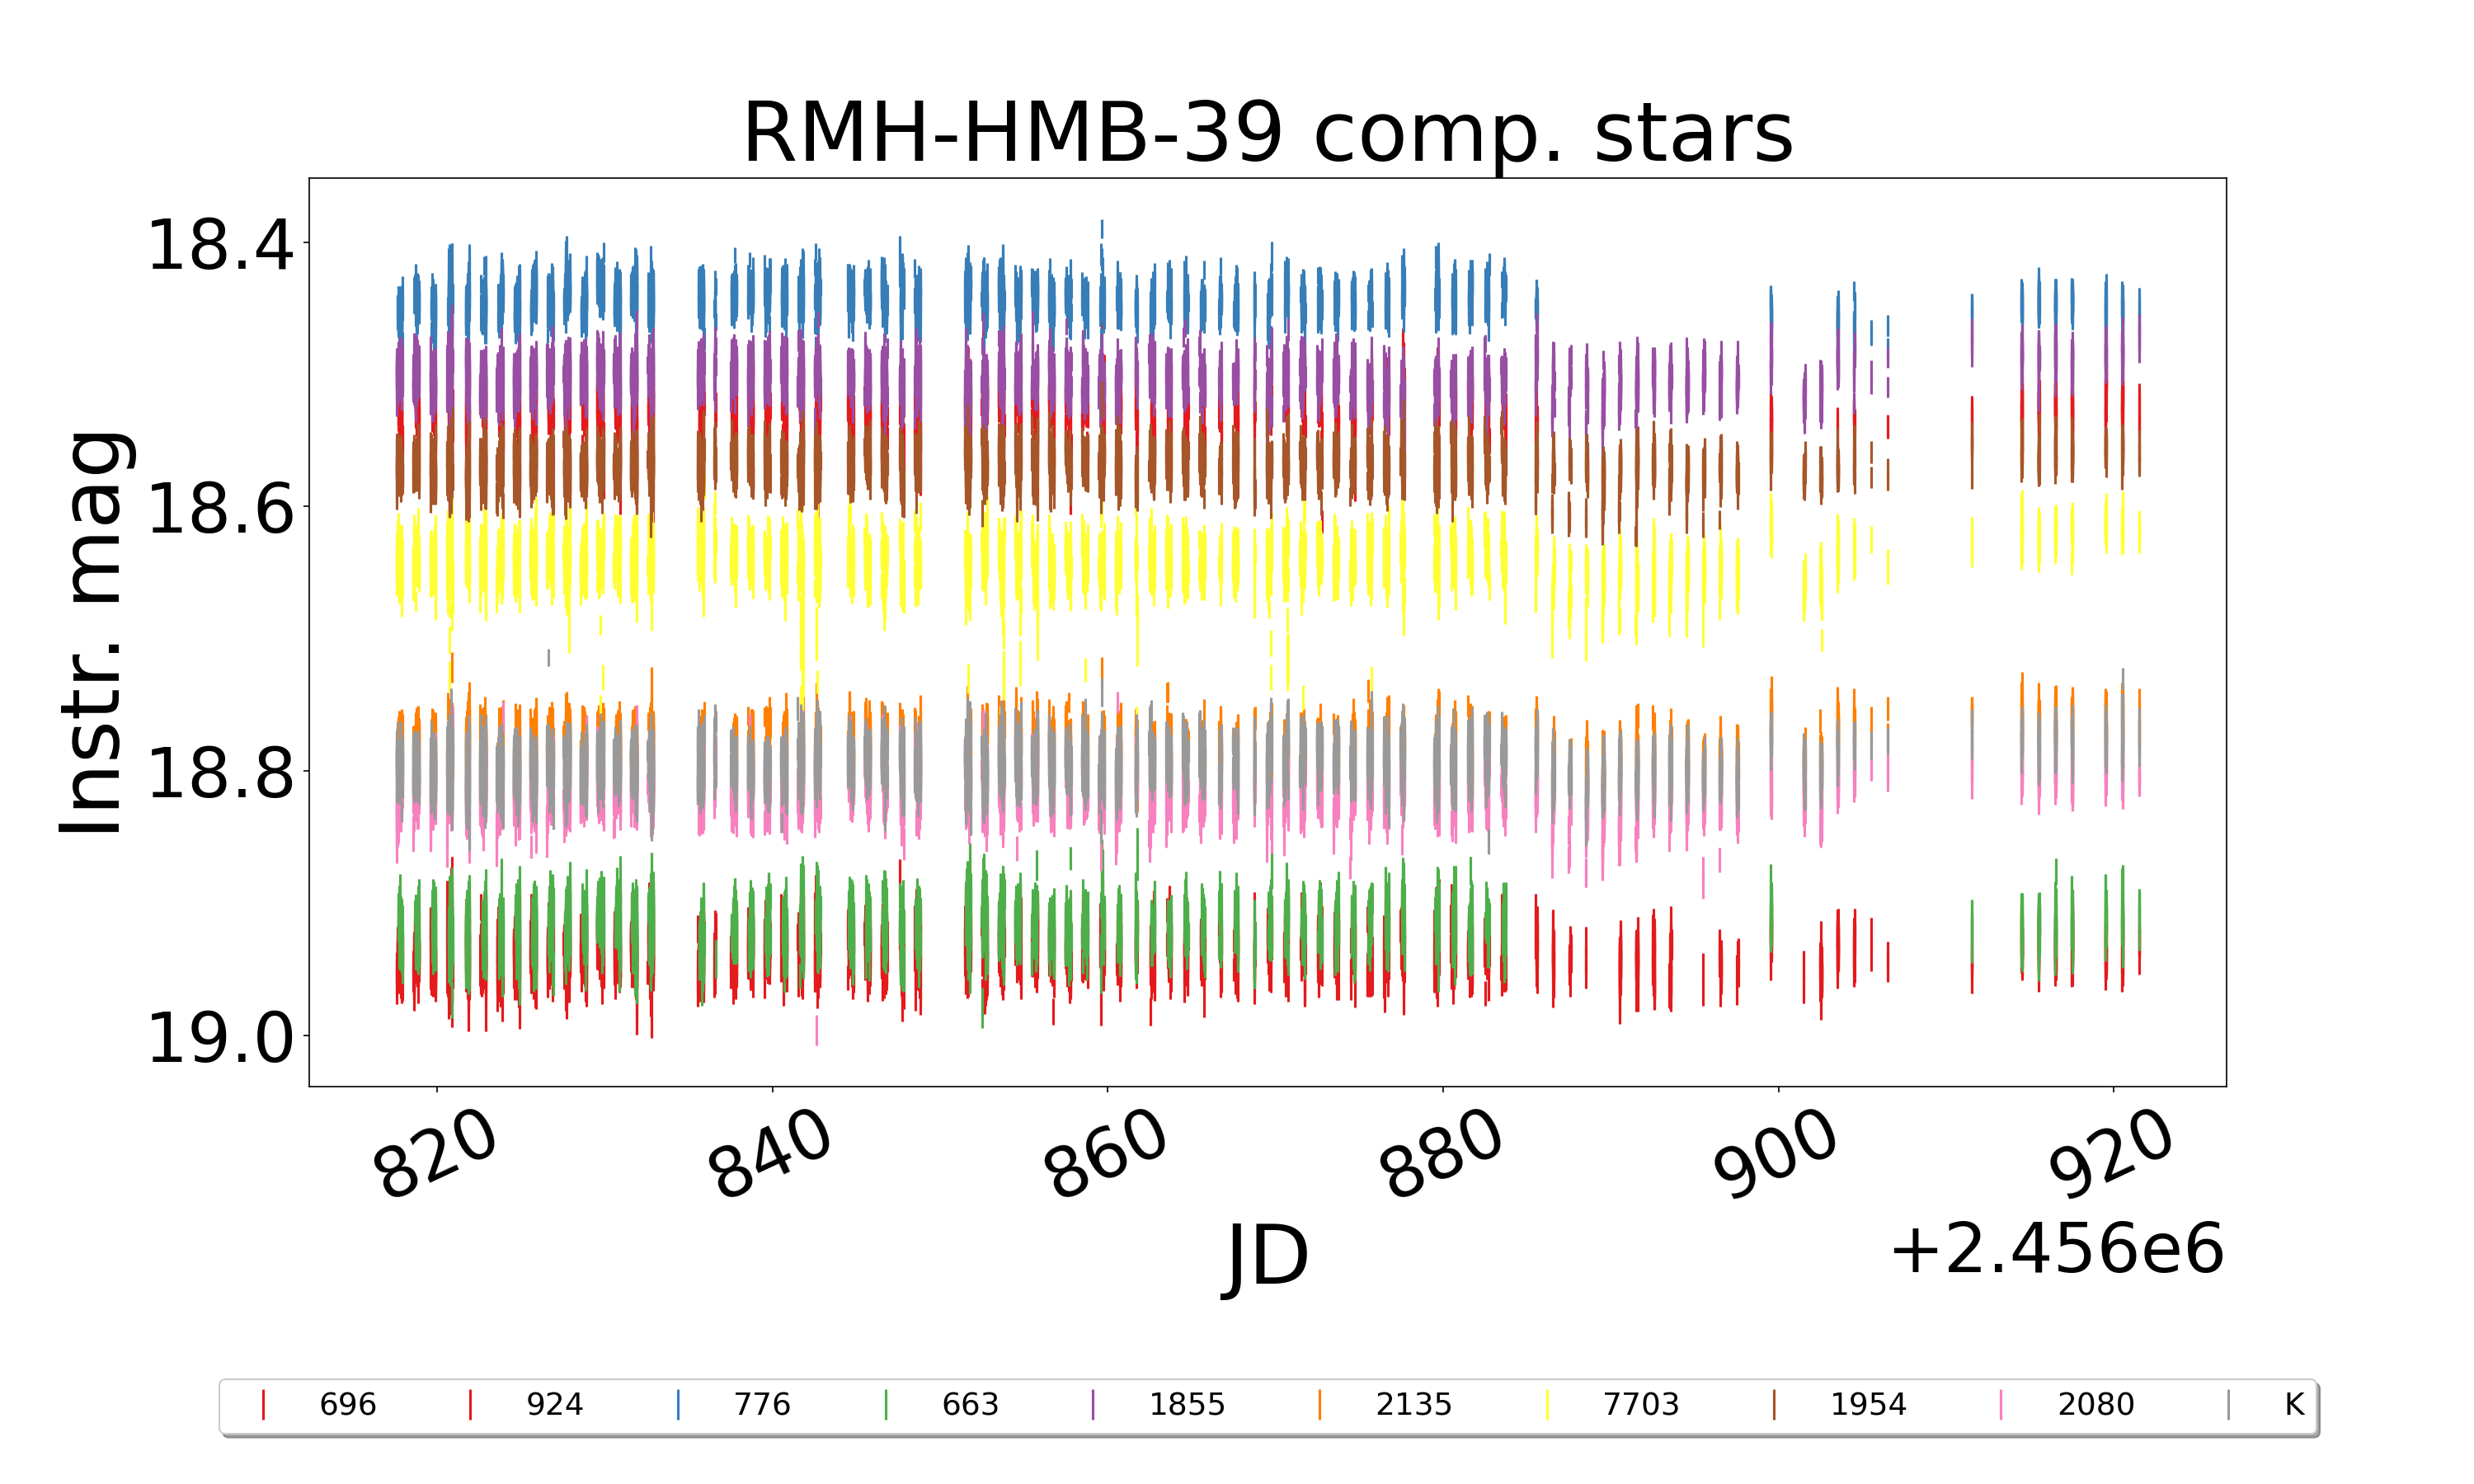 RMH-HMB-39 comp. stars
Instr. mag
18.4
18.6
18.8
19.0
820 840 860 880 900 920
JD
+2.456e6
696 924 776 663 1855 2135 7703 1954 2080 K